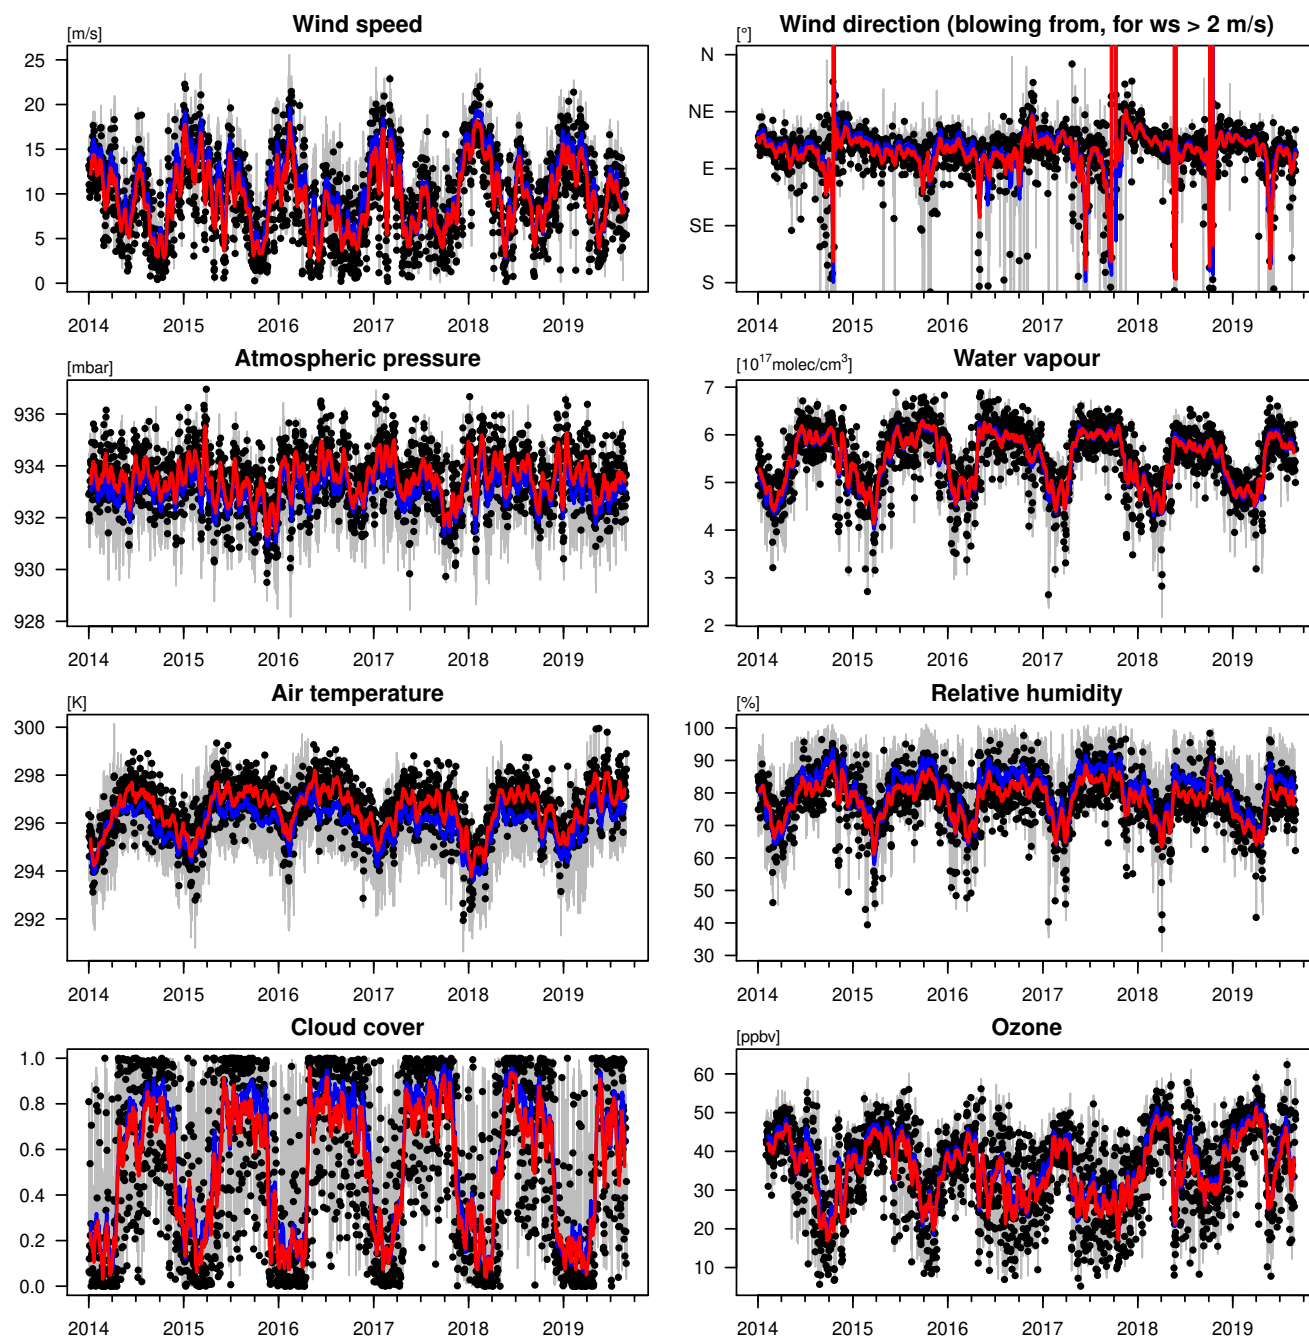 Wind speed
[m/s]
25
20
15
10
5
0
2014 2015 2016 2017 2018 2019
Wind direction (blowing from, for ws > 2 m/s)
[°]
N
NE
E
SE
S
2014 2015 2016 2017 2018 2019
Atmospheric pressure
[mbar]
936
934
932
930
928
2014 2015 2016 2017 2018 2019
Water vapour
[10¹⁷molec/cm³]
7
6
5
4
3
2
2014 2015 2016 2017 2018 2019
Air temperature
[K]
300
298
296
294
292
2014 2015 2016 2017 2018 2019
Relative humidity
[%]
100
90
80
70
60
50
40
30
2014 2015 2016 2017 2018 2019
Cloud cover
1.0
0.8
0.6
0.4
0.2
0.0
2014 2015 2016 2017 2018 2019
Ozone
[ppbv]
60
50
40
30
20
10
2014 2015 2016 2017 2018 2019